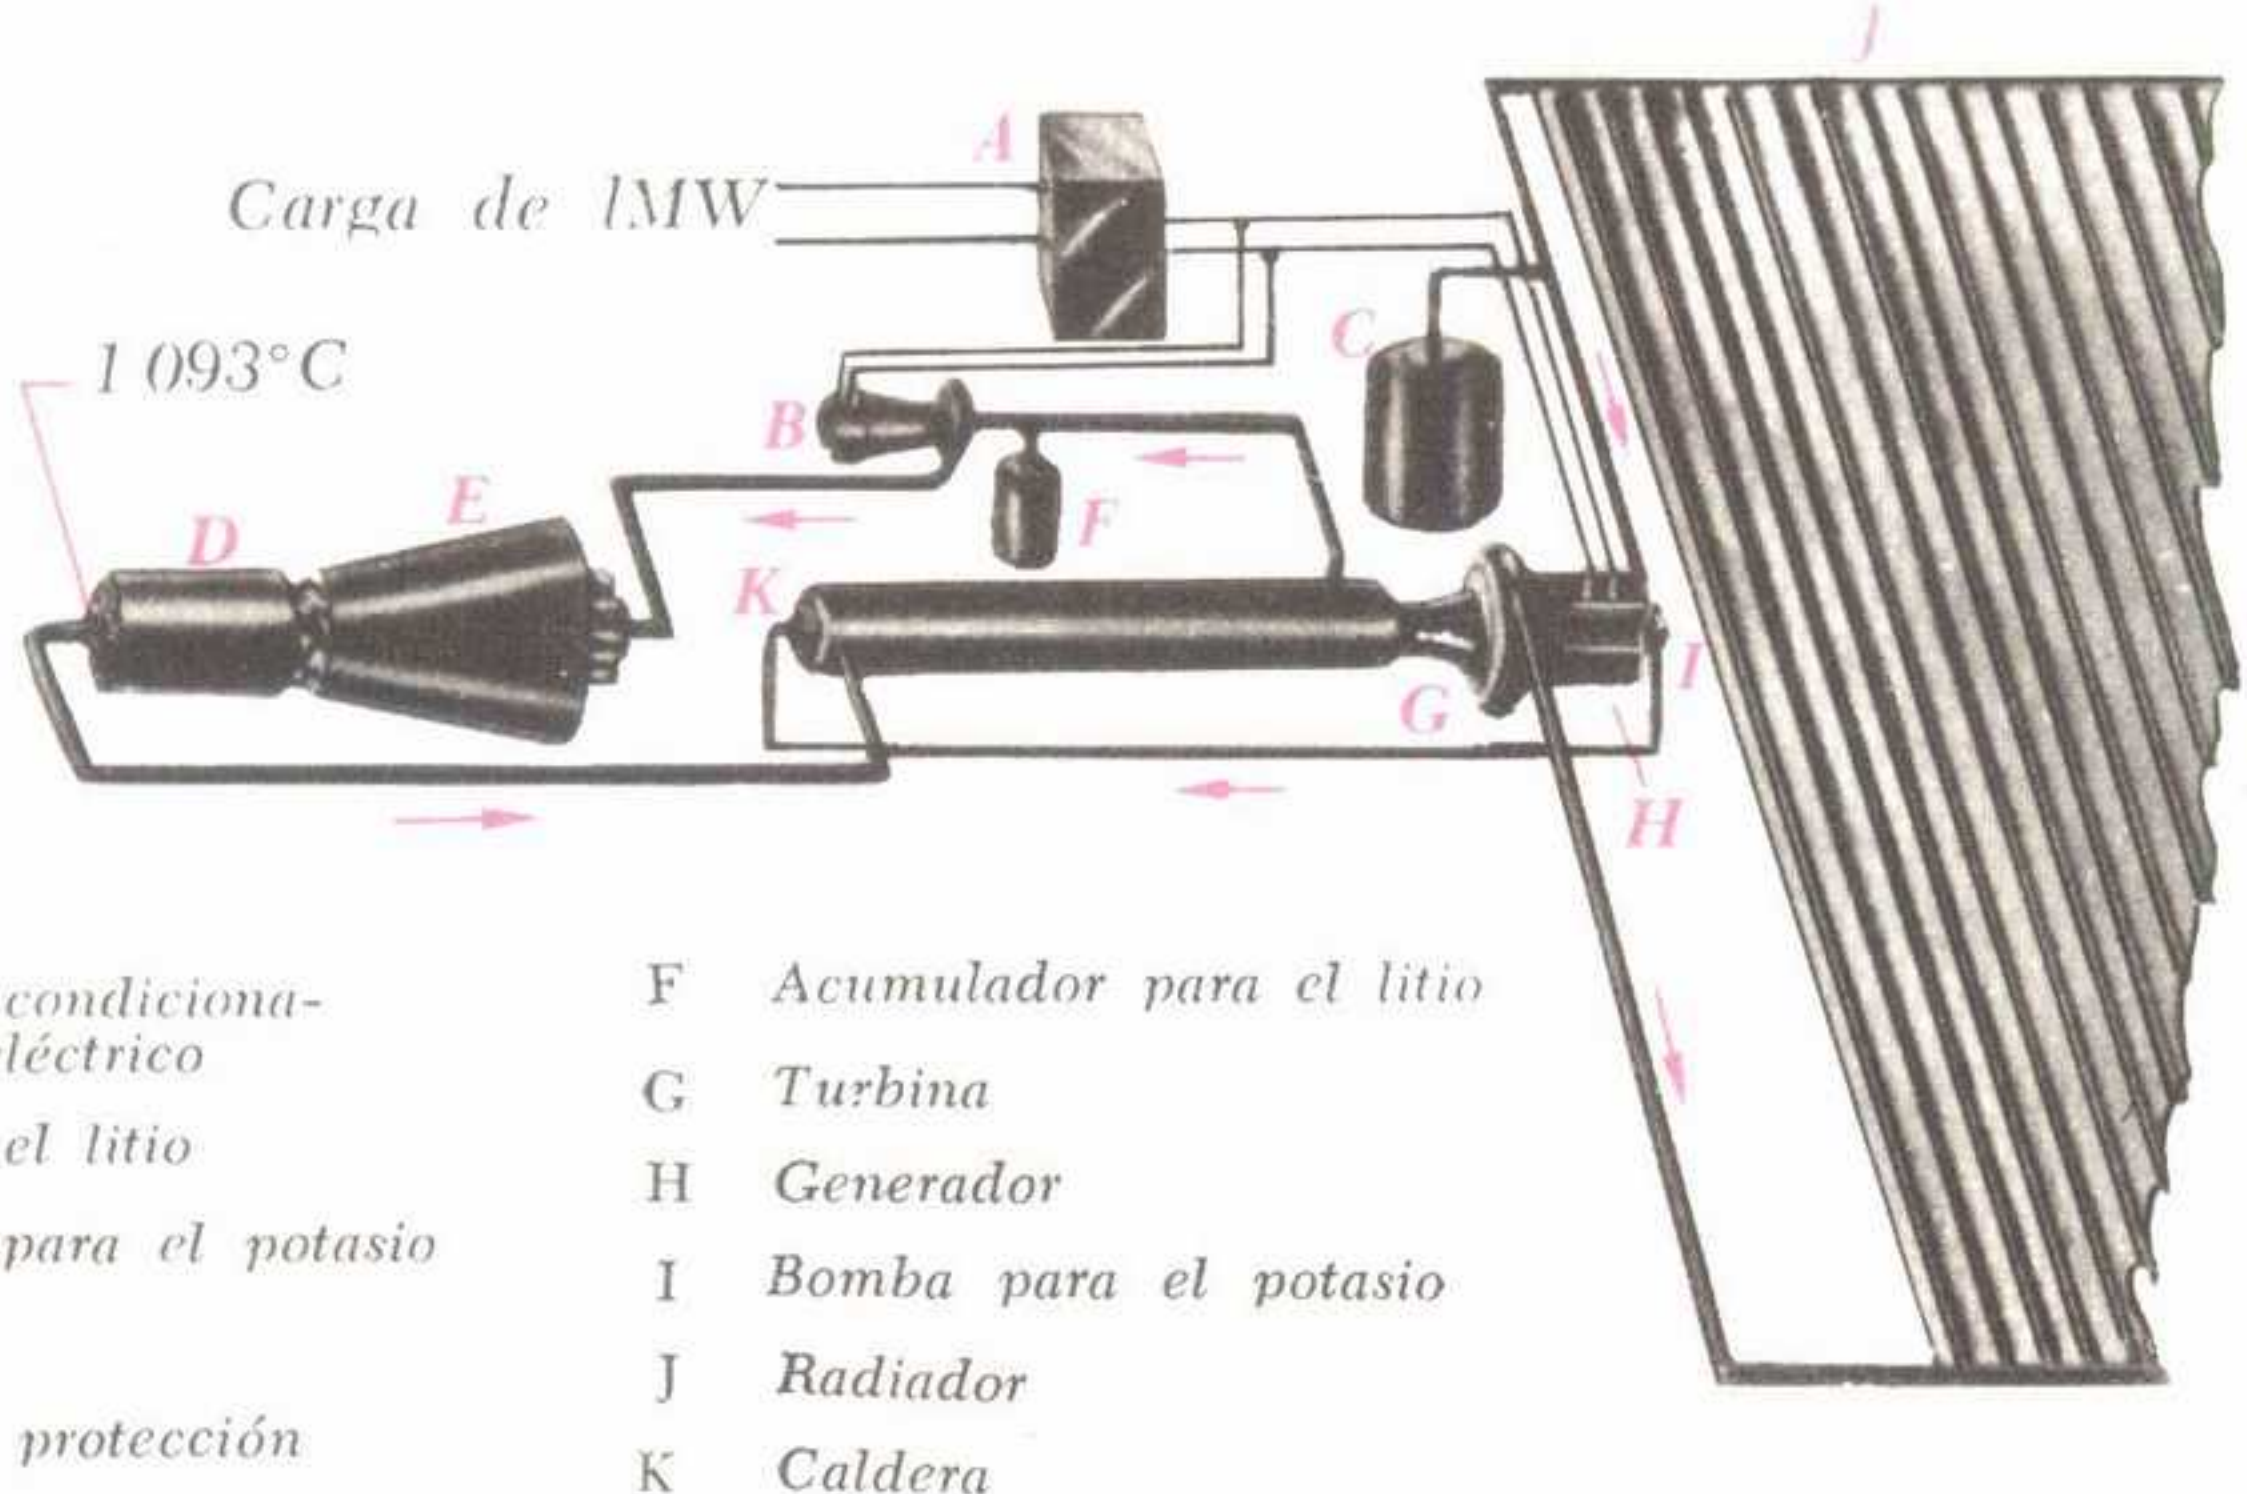 J
A
Carga de 1MW
1 093°C
C
B
E
F
D
K
I
G
H
condiciona-
léctrico
el litio
para el potasio
protección
F Acumulador para el litio
G Turbina
H Generador
I Bomba para el potasio
J Radiador
K Caldera